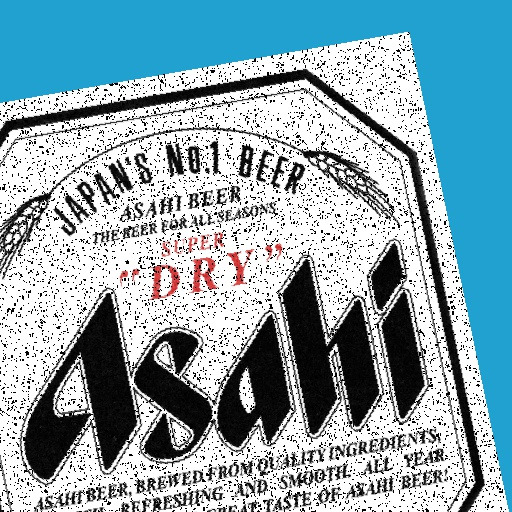 JAPAN'S No.1 BEER
ASAHI BEER
THE BEER FOR ALL SEASONS
SUPER
"DRY"
Asahi
ASAHI BEER, BREWED FROM QUALITY INGREDIENTS,
REFRESHING AND SMOOTH. ALL YEAR
TASTE OF ASAHI BEER!